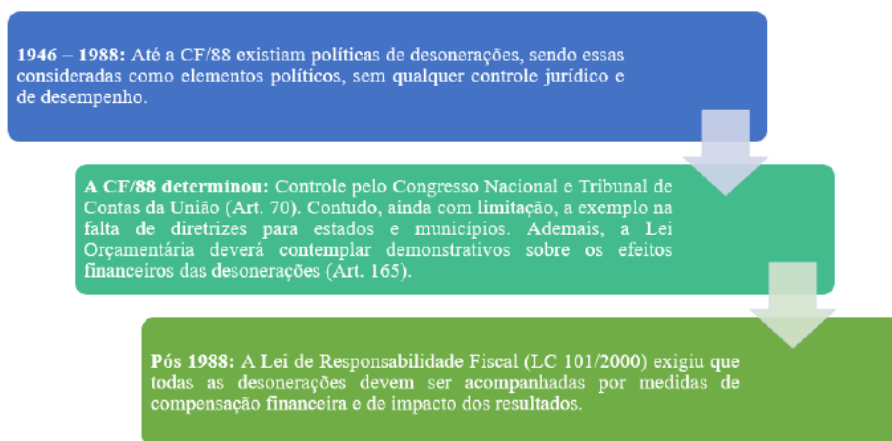 1946 – 1988: Até a CF/88 existiam políticas de desonerações, sendo essas
consideradas como elementos políticos, sem qualquer controle jurídico e
de desempenho.
A CF/88 determinou: Controle pelo Congresso Nacional e Tribunal de
Contas da União (Art. 70). Contudo, ainda com limitação, a exemplo na
falta de diretrizes para estados e municípios. Ademais, a Lei
Orçamentária deverá contemplar demonstrativos sobre os efeitos
financeiros das desonerações (Art. 165).
Pós 1988: A Lei de Responsabilidade Fiscal (LC 101/2000) exigiu que
todas as desonerações devem ser acompanhadas por medidas de
compensação financeira e de impacto dos resultados.